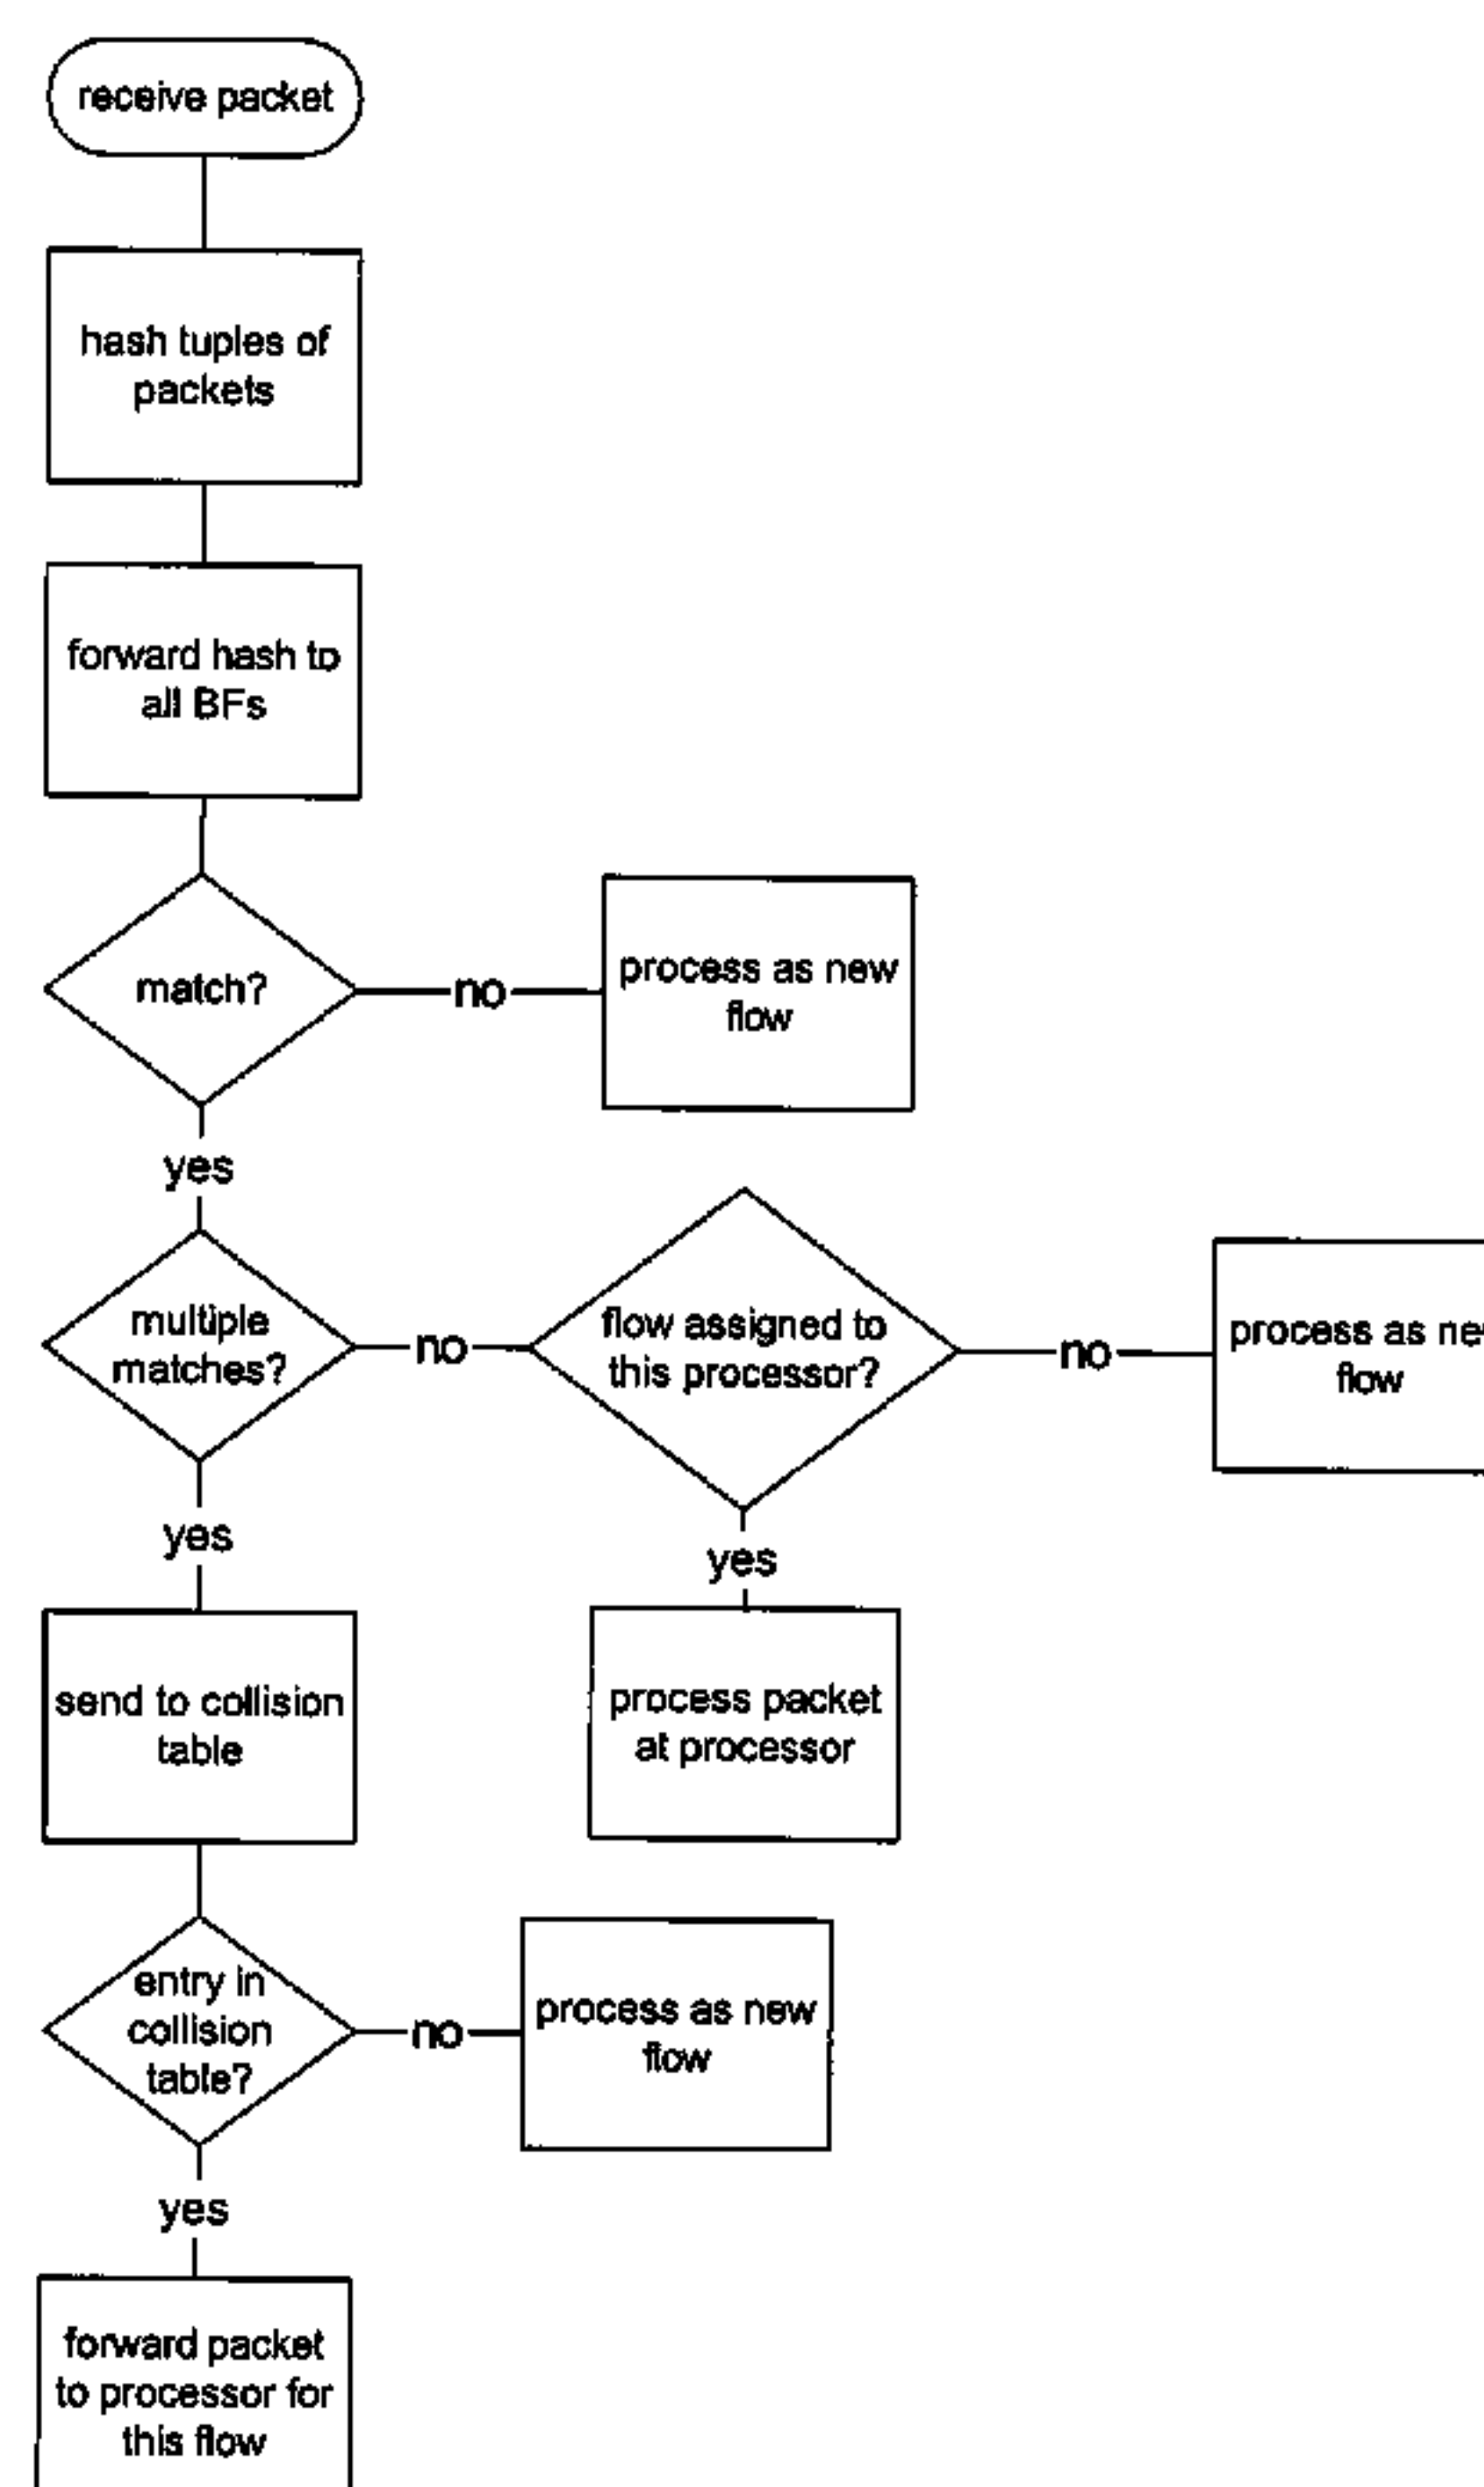 receive packet
hash tuples of
packets
forward hash to
all BFs
match?
no
process as new
flow
yes
multiple
matches?
no
flow assigned to
this processor?
no
process as
flow
yes
yes
send to collision
table
process packet
at processor
entry in
collision
table?
no
process as new
flow
yes
forward packet
to processor for
this flow